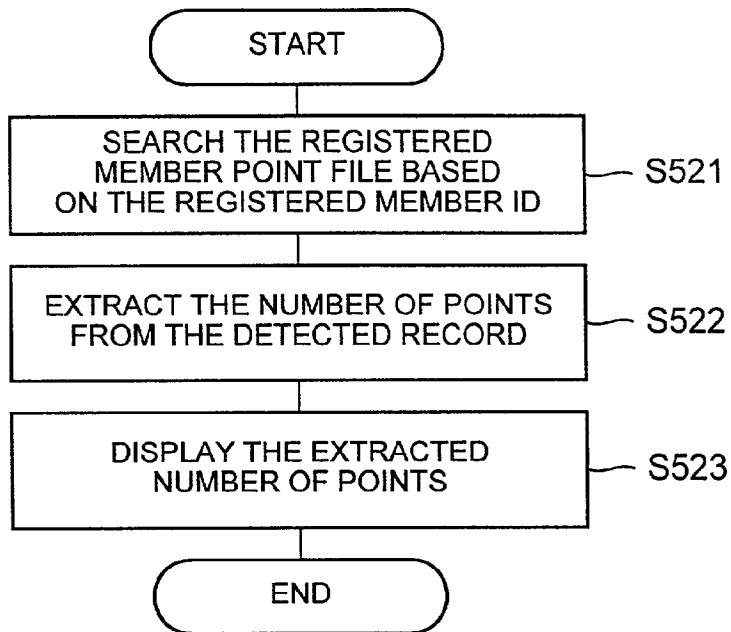 START
SEARCH THE REGISTERED
MEMBER POINT FILE BASED
ON THE REGISTERED MEMBER ID
S521
EXTRACT THE NUMBER OF POINTS
FROM THE DETECTED RECORD
S522
DISPLAY THE EXTRACTED
NUMBER OF POINTS
S523
END